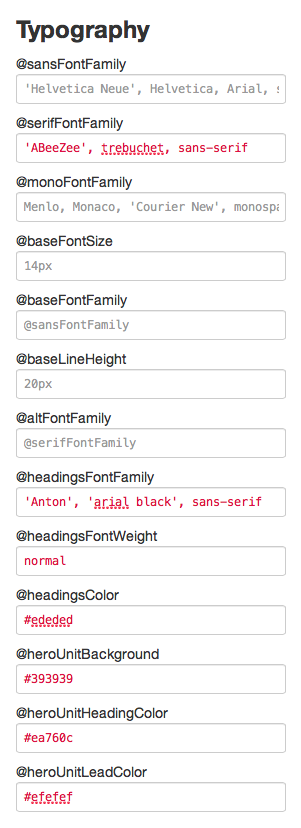 Typography
@sansFontFamily
'Helvetica Neue', Helvetica, Arial,
@serifFontFamily
'ABeeZee', trebuchet, sans-serif
@monoFontFamily
Menlo, Monaco, 'Courier New', monospa
@baseFontSize
14px
@baseFontFamily
@sansFontFamily
@baseLineHeight
20px
@altFontFamily
@serifFontFamily
@headingsFontFamily
'Anton', 'arial black', sans-serif
@headingsFontWeight
normal
@headingsColor
#ededed
@heroUnitBackground
#393939
@heroUnitHeadingColor
#ea760c
@heroUnitLeadColor
#efefef